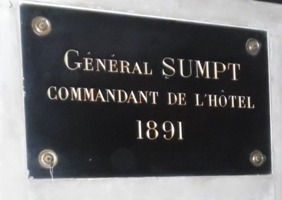 GÉNÉRAL SUMPT
COMMANDANT DE L'HÔTEL
1891